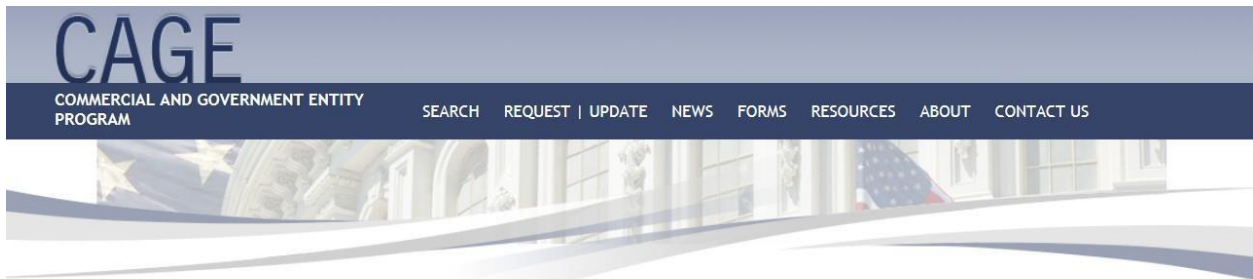 CAGE
COMMERCIAL AND GOVERNMENT ENTITY
PROGRAM
SEARCH REQUEST | UPDATE NEWS FORMS RESOURCES ABOUT CONTACT US